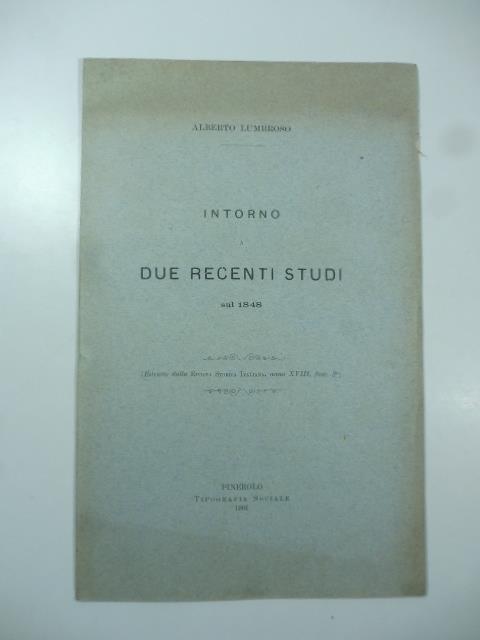 ALBERTO LUMBROSO
INTORNO
A
DUE RECENTI STUDI
sul 1848
(Estratto dalla RIVISTA STORICA ITALIANA, anno XVIII, fasc.
PINEROLO
TIPOGRAFIA SOCIALE